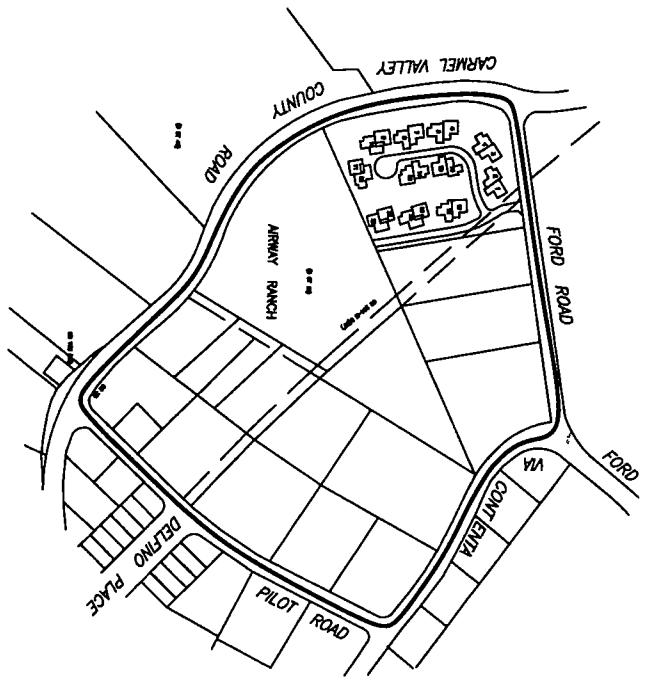 CARMEL VALLEY
COUNTY
ROAD
AIRWAY RANCH
FORD ROAD
FORD
VIA
CONTENTA
DELFINO PLACE
PILOT ROAD